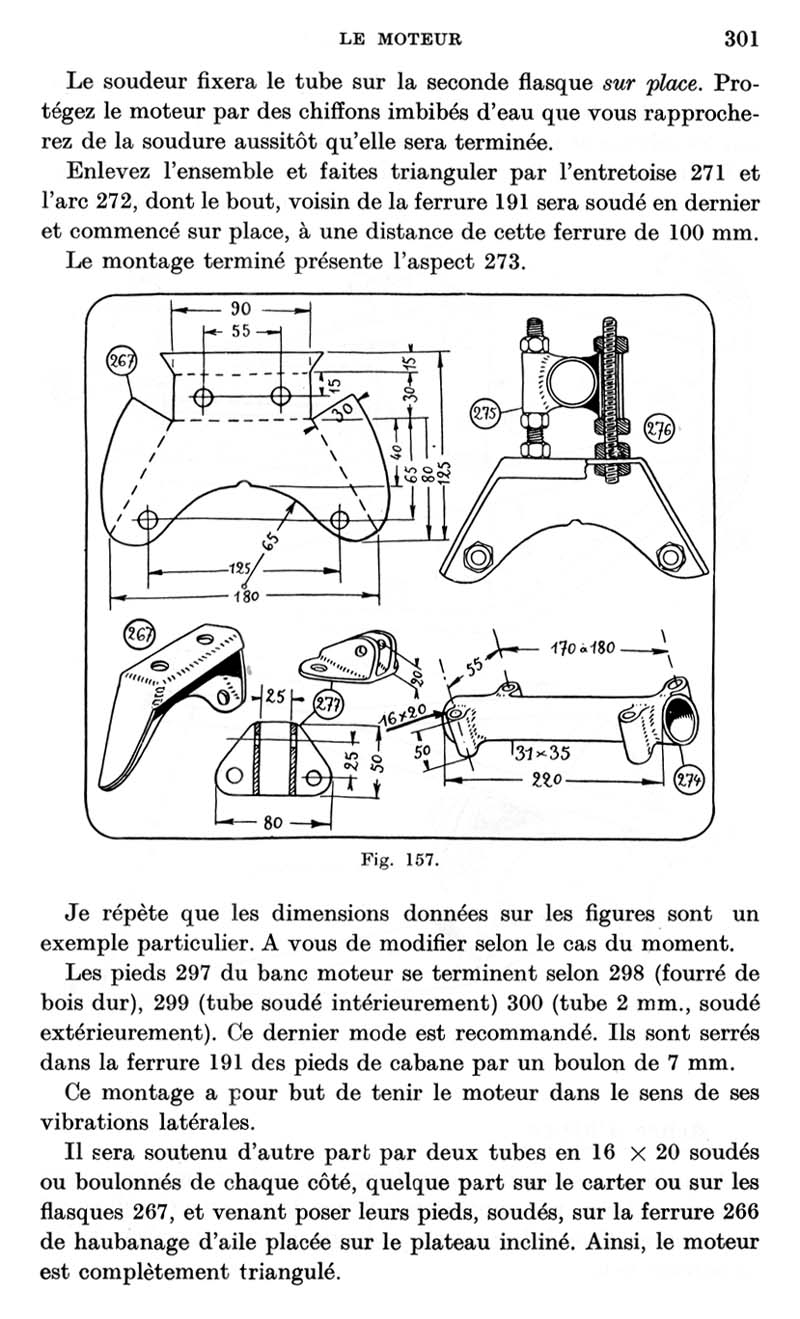 LE MOTEUR 301
Le soudeur fixera le tube sur la seconde flasque sur place. Pro-
tégez le moteur par des chiffons imbibés d'eau que vous rapproche-
rez de la soudure aussitôt qu'elle sera terminée.
Enlevez l'ensemble et faites trianguler par l'entretoise 271 et
l'arc 272, dont le bout, voisin de la ferrure 191 sera soudé en dernier
et commencé sur place, à une distance de cette ferrure de 100 mm.
Le montage terminé présente l'aspect 273.
90
55
267
15
15
30
30
40
65
80
125
65
125
180
275
276
267
25
277
20
25
50
80
55
170 à 180
16×20
50
31×35
220
274
Fig. 157.
Je répète que les dimensions données sur les figures sont un
exemple particulier. A vous de modifier selon le cas du moment.
Les pieds 297 du banc moteur se terminent selon 298 (fourré de
bois dur), 299 (tube soudé intérieurement) 300 (tube 2 mm., soudé
extérieurement). Ce dernier mode est recommandé. Ils sont serrés
dans la ferrure 191 des pieds de cabane par un boulon de 7 mm.
Ce montage a pour but de tenir le moteur dans le sens de ses
vibrations latérales.
Il sera soutenu d'autre part par deux tubes en 16 × 20 soudés
ou boulonnés de chaque côté, quelque part sur le carter ou sur les
flasques 267, et venant poser leurs pieds, soudés, sur la ferrure 266
de haubanage d'aile placée sur le plateau incliné. Ainsi, le moteur
est complètement triangulé.